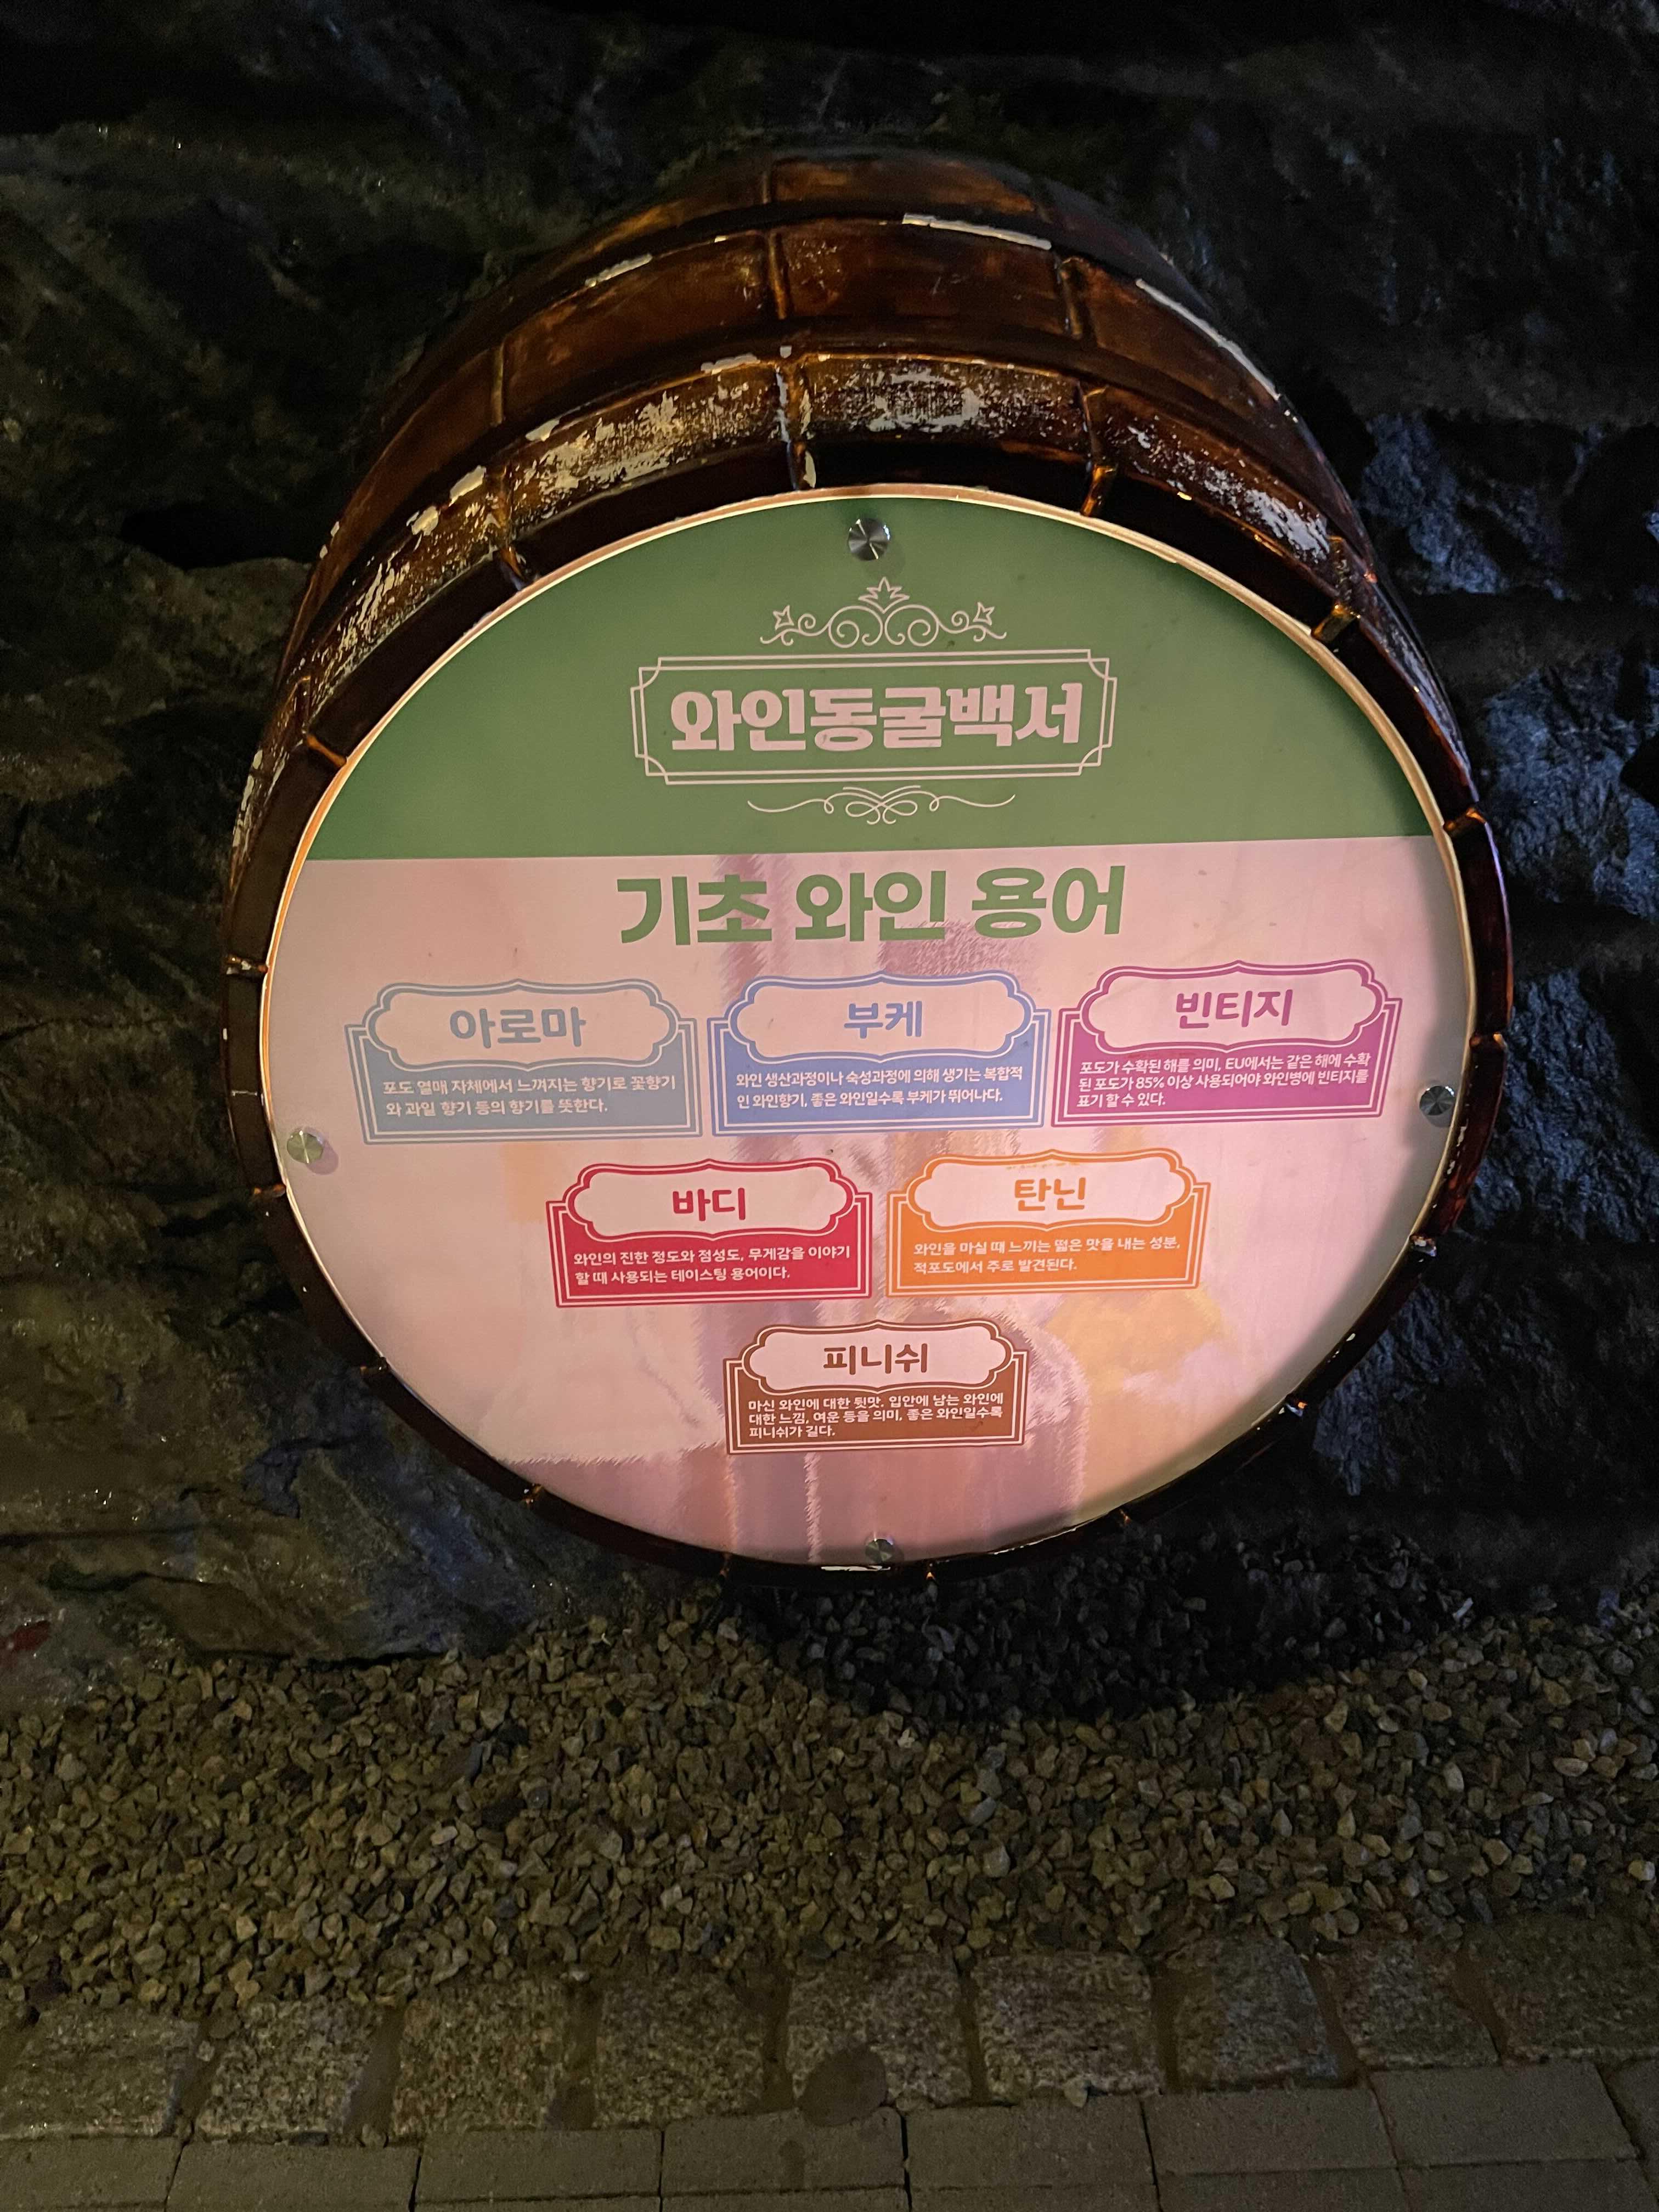 와인동굴백서
기초 와인 용어
아로마
포도 열매 자체에서 느껴지는 향기로 꽃향기
와 과일 향기 등의 향기를 뜻한다.
부케
와인 생산과정이나 숙성과정에 의해 생기는 복합적
인 와인향기, 좋은 와인일수록 부케가 뛰어나다.
빈티지
포도가 수확된 해를 의미, EU에서는 같은 해에 수확
된 포도가 85% 이상 사용되어야 와인병에 빈티지를
표기 할 수 있다.
바디
와인의 진한 정도와 점성도, 무게감을 이야기
할 때 사용되는 테이스팅 용어이다.
탄닌
와인을 마실 때 느끼는 떫은 맛을 내는 성분,
적포도에서 주로 발견된다.
피니쉬
마신 와인에 대한 뒷맛, 입안에 남는 와인에
대한 느낌, 여운 등을 의미, 좋은 와인일수록
피니쉬가 길다.